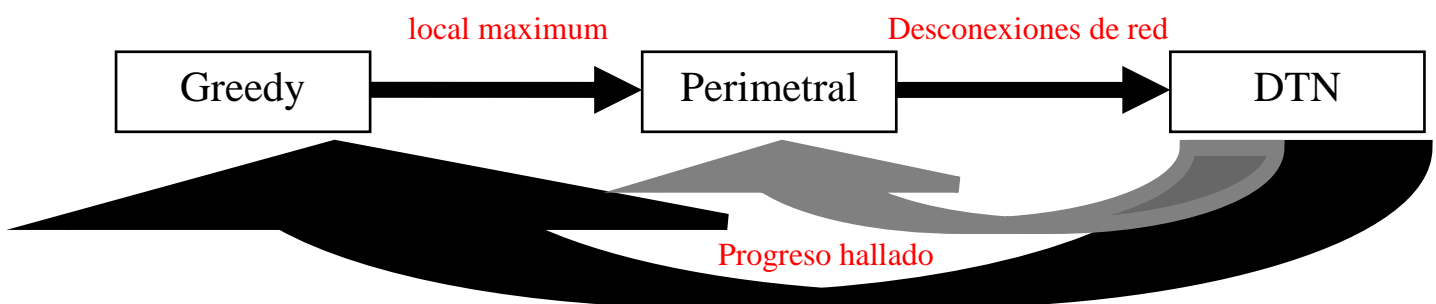 local maximum
Desconexiones de red
Greedy
Perimetral
DTN
Progreso hallado